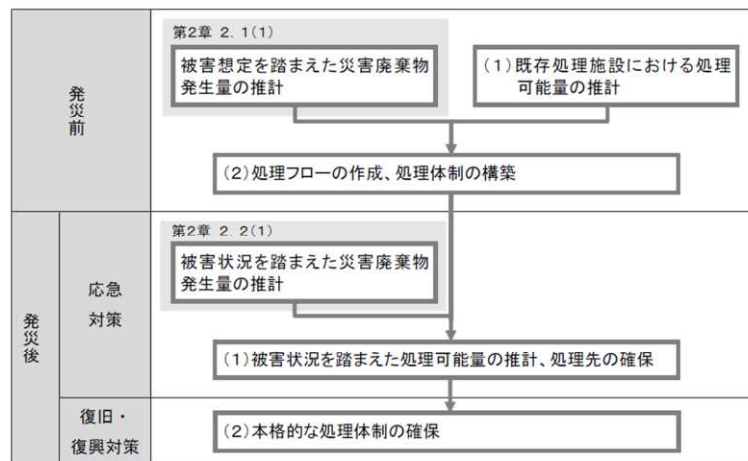 発災前
第2章 2.1(1)
被害想定を踏まえた災害廃棄物
発生量の推計
(1)既存処理施設における処理
可能量の推計
(2)処理フローの作成、処理体制の構築
発災後
応急
対策
第2章 2.2(1)
被害状況を踏まえた災害廃棄物
発生量の推計
(1)被害状況を踏まえた処理可能量の推計、処理先の確保
復旧・
復興対策
(2)本格的な処理体制の確保